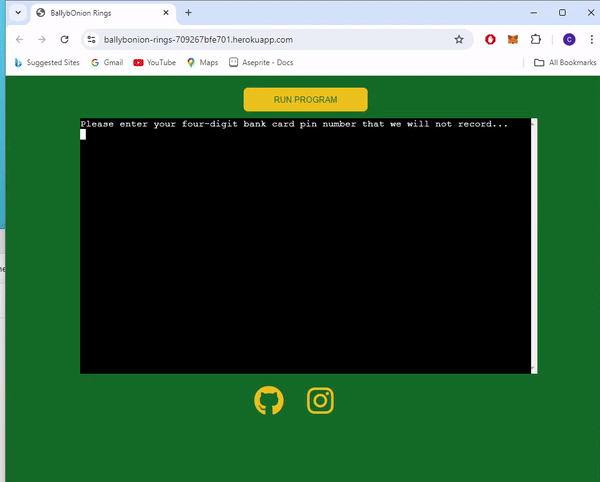 BallybOnion Rings
ballybonion-rings-709267bfe701.herokuapp.com
C
Suggested Sites
Gmail
YouTube
Maps
Aseprite - Docs
All Bookmarks
RUN PROGRAM
Please enter your four-digit bank card pin number that we will not record...